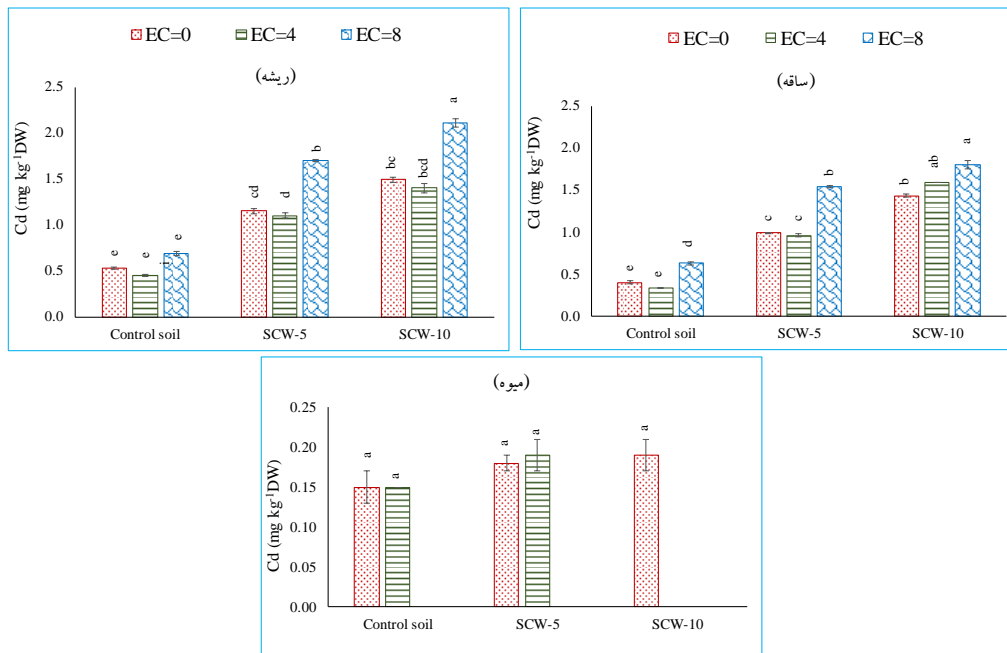 EC=0 EC=4 EC=8
(ریشه)
Cd (mg kg-1DW)
2.5
2.0
1.5
1.0
0.5
0.0
e e e
cd d b
bc bcd a
Control soil SCW-5 SCW-10
EC=0 EC=4 EC=8
(ساقه)
Cd (mg kg-1DW)
2.5
2.0
1.5
1.0
0.5
0.0
e e d
c c b
b ab a
Control soil SCW-5 SCW-10
(میوه)
Cd (mg kg-1DW)
0.25
0.20
0.15
0.10
0.05
0.00
a a
a a
a
Control soil SCW-5 SCW-10